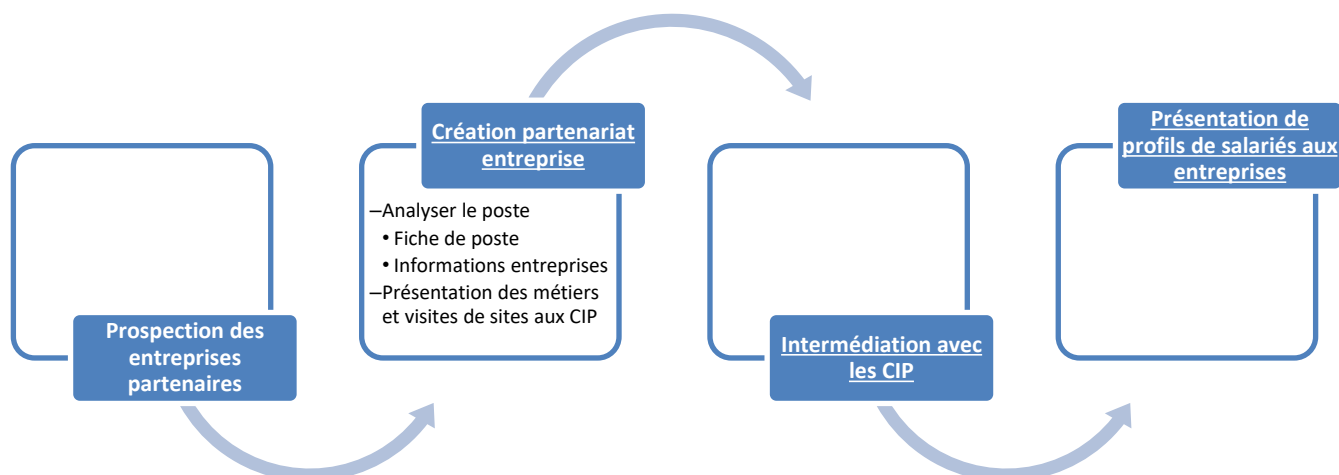 Prospection des
entreprises
partenaires
Création partenariat
entreprise
–Analyser le poste
• Fiche de poste
• Informations entreprises
–Présentation des métiers
et visites de sites aux CIP
Intermédiation avec
les CIP
Présentation de
profils de salariés aux
entreprises